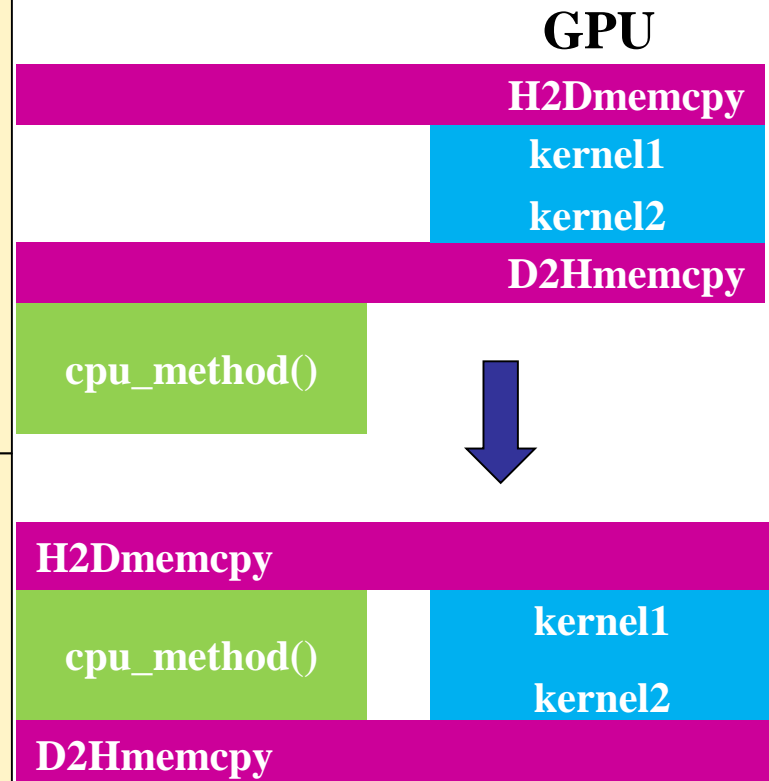 GPU
H2Dmemcpy
kernel1
kernel2
D2Hmemcpy
cpu_method()
H2Dmemcpy
cpu_method()
kernel1
kernel2
D2Hmemcpy